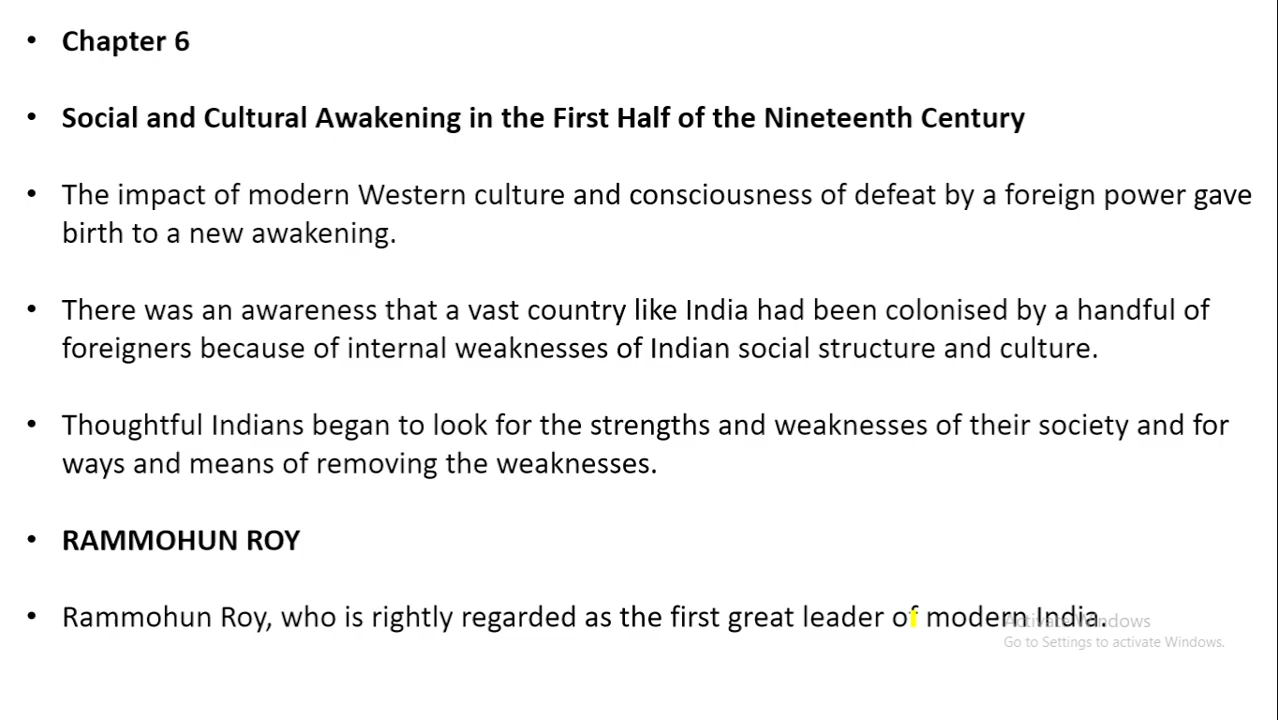 • Chapter 6
• Social and Cultural Awakening in the First Half of the Nineteenth Century
• The impact of modern Western culture and consciousness of defeat by a foreign power gave
birth to a new awakening.
• There was an awareness that a vast country like India had been colonised by a handful of
foreigners because of internal weaknesses of Indian social structure and culture.
• Thoughtful Indians began to look for the strengths and weaknesses of their society and for
ways and means of removing the weaknesses.
• RAMMOHUN ROY
• Rammohun Roy, who is rightly regarded as the first great leader of modern India.
Activate Windows
Go to Settings to activate Windows.